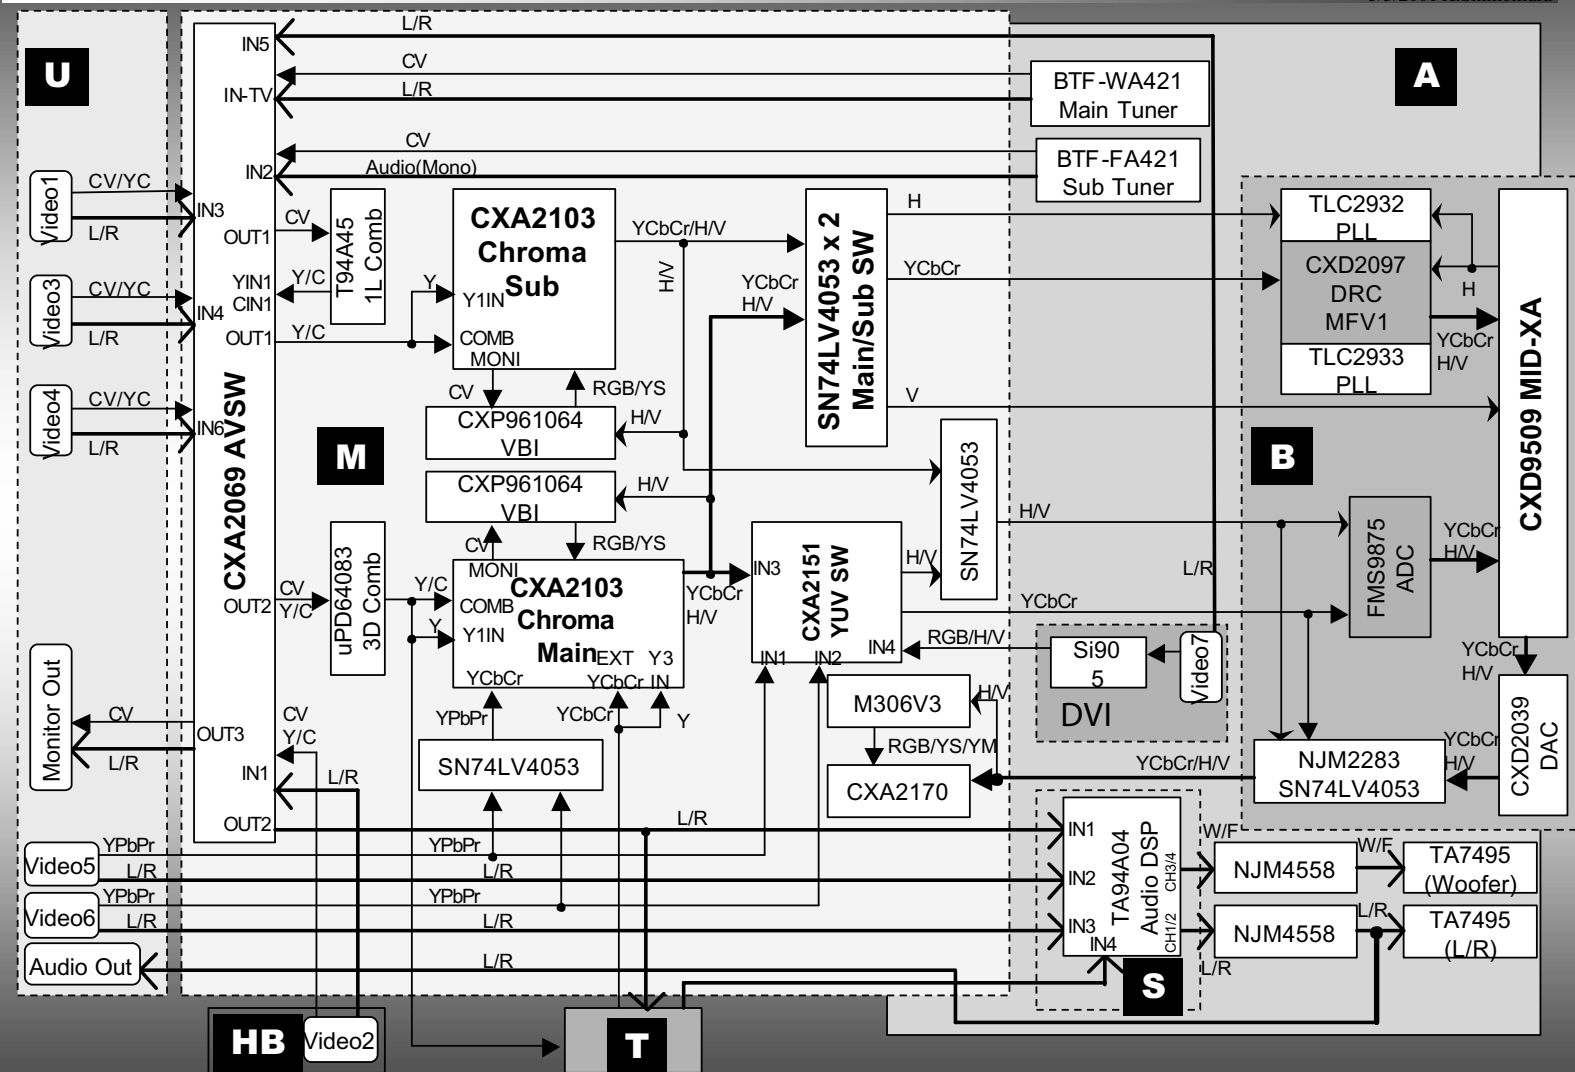 L/R
U
A
IN5
CV
IN-TV
L/R
BTF-WA421
Main Tuner
CV
IN2
Audio(Mono)
BTF-FA421
Sub Tuner
Video1
CV/YC
IN3
L/R
OUT1
CV
T94A45
1L Comb
YIN1
CIN1
Y/C
CXA2103
Chroma
Sub
Y
Y1IN
COMB
MONI
YCbCr/H/V
H/V
YCbCr
H/V
SN74LV4053 x 2
Main/Sub SW
H
YCbCr
V
TLC2932
PLL
CXD2097
DRC
MFV1
TLC2933
PLL
H
YCbCr
H/V
CXD9509 MID-XA
Video3
CV/YC
IN4
L/R
OUT1
Y/C
CV
RGB/YS
Video4
CV/YC
IN6
L/R
CXA2069 AVSW
M
CXP961064
VBI
H/V
CXP961064
VBI
H/V
CV
RGB/YS
B
SN74LV4053
H/V
FMS9875
ADC
YCbCr
H/V
uPD64083
3D Comb
OUT2
CV
Y/C
Y/C
Y
MONI
CXA2103
Chroma
Main
COMB
Y1IN
EXT
YCbCr
Y3
IN
YCbCr
YCbCr
H/V
IN3
CXA2151
YUV SW
IN4
IN1
IN2
H/V
YCbCr
L/R
RGB/H/V
Si90
5
Video7
DVI
YCbCr
H/V
CXD2039
DAC
Monitor Out
CV
L/R
OUT3
CV
Y/C
IN1
L/R
OUT2
YPbPr
YCbCr
Y
SN74LV4053
M306V3
H/V
RGB/YS/YM
CXA2170
YCbCr/H/V
NJM2283
SN74LV4053
YCbCr
H/V
L/R
Video5
YPbPr
L/R
YPbPr
L/R
Video6
YPbPr
L/R
YPbPr
L/R
Audio Out
L/R
IN1
IN2
IN3
IN4
TA94A04
Audio DSP
CH3/4
CH1/2
S
W/F
NJM4558
W/F
TA7495
(Woofer)
L/R
NJM4558
L/R
TA7495
(L/R)
HB
Video2
T